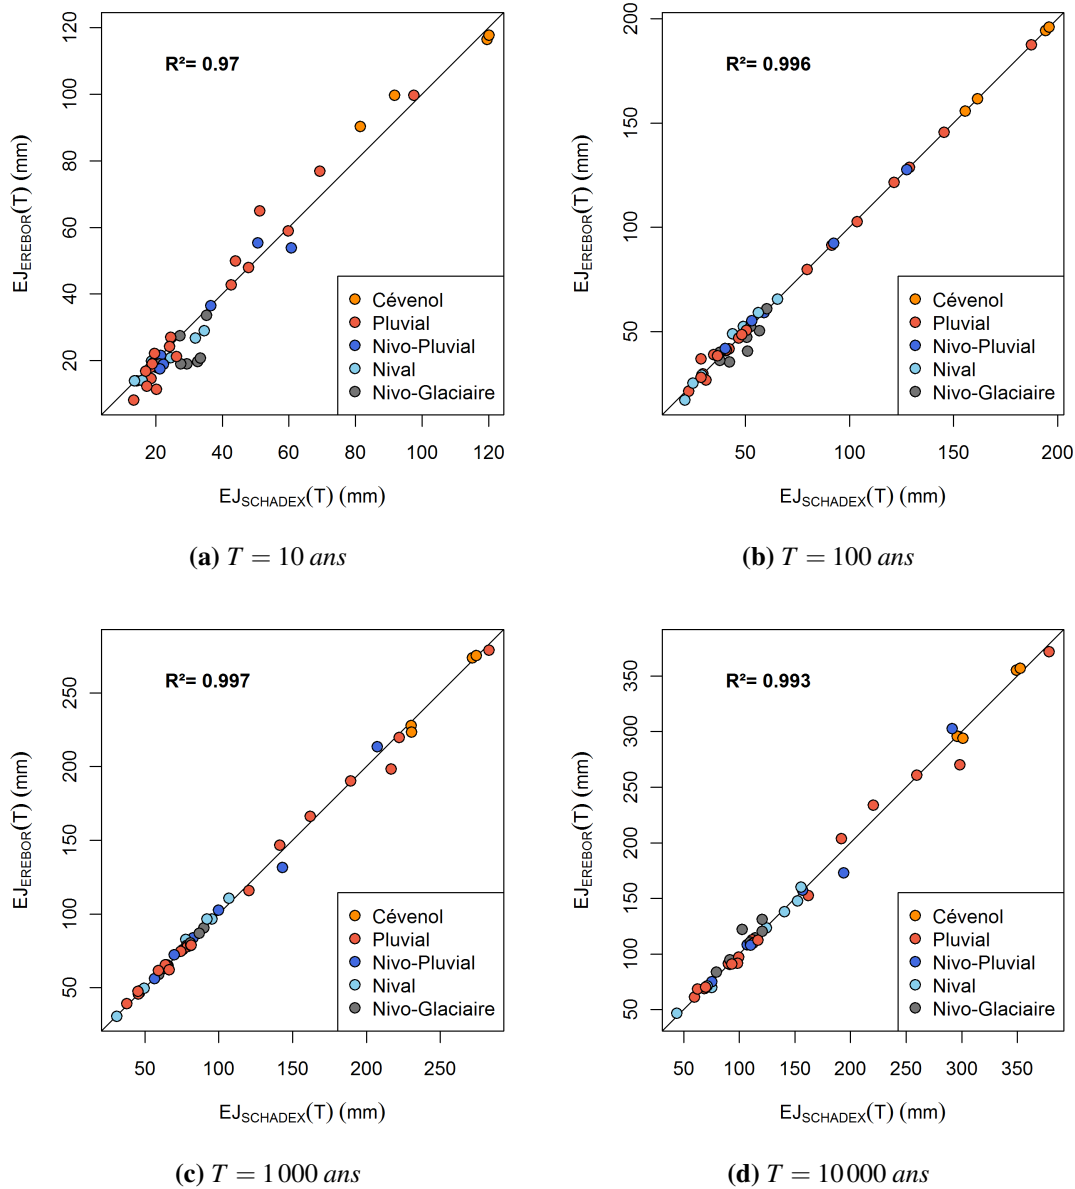 R²= 0.97
EJEREBOR(T) (mm)
20 40 60 80 100 120
Cévenol
Pluvial
Nivo-Pluvial
Nival
Nivo-Glaciaire
20 40 60 80 100 120
EJSCHADEX(T) (mm)
(a) T = 10 ans
R²= 0.996
EJEREBOR(T) (mm)
50 100 150 200
Cévenol
Pluvial
Nivo-Pluvial
Nival
Nivo-Glaciaire
50 100 150 200
EJSCHADEX(T) (mm)
(b) T = 100 ans
R²= 0.997
EJEREBOR(T) (mm)
50 100 150 200 250
Cévenol
Pluvial
Nivo-Pluvial
Nival
Nivo-Glaciaire
50 100 150 200 250
EJSCHADEX(T) (mm)
(c) T = 1000 ans
R²= 0.993
EJEREBOR(T) (mm)
50 100 150 200 250 300 350
Cévenol
Pluvial
Nivo-Pluvial
Nival
Nivo-Glaciaire
50 100 150 200 250 300 350
EJSCHADEX(T) (mm)
(d) T = 10000 ans